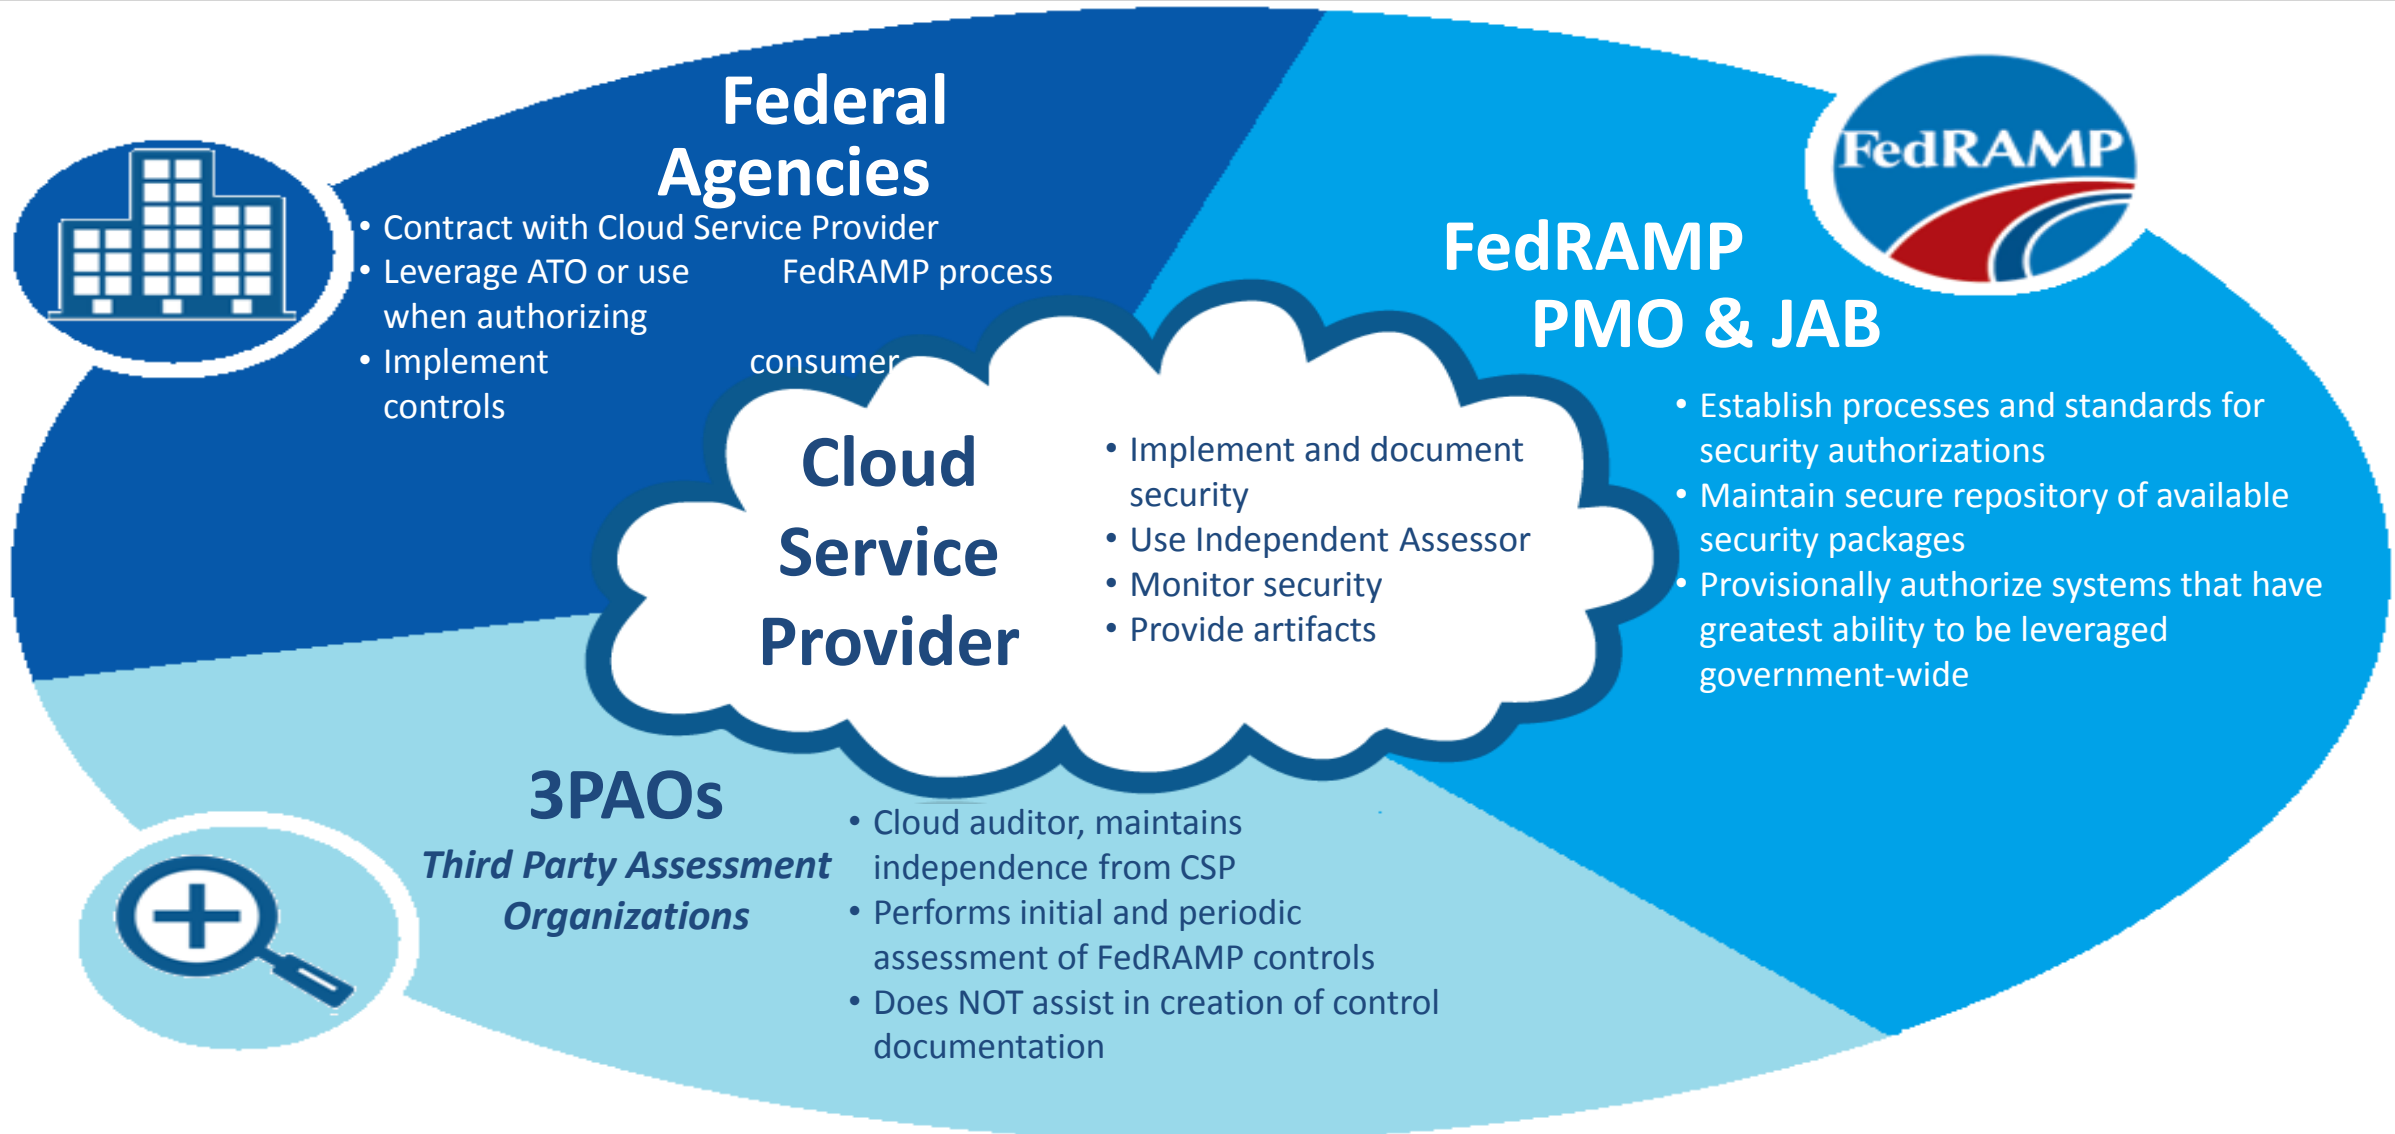 Federal
Agencies
• Contract with Cloud Service Provider
• Leverage ATO or use FedRAMP process
when authorizing
• Implement consumer
controls
FedRAMP
FedRAMP
PMO & JAB
• Establish processes and standards for
security authorizations
• Maintain secure repository of available
security packages
• Provisionally authorize systems that have
greatest ability to be leveraged
government-wide
Cloud
Service
Provider
• Implement and document
security
• Use Independent Assessor
• Monitor security
• Provide artifacts
3PAOs
Third Party Assessment
Organizations
• Cloud auditor, maintains
independence from CSP
• Performs initial and periodic
assessment of FedRAMP controls
• Does NOT assist in creation of control
documentation